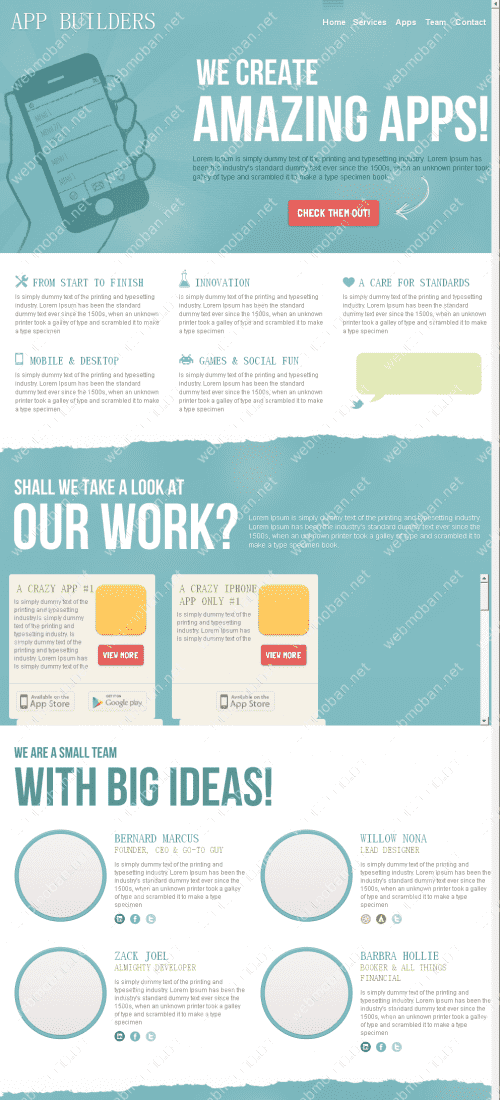 APP BUILDERS
Home Services Apps Team Contact
WE CREATE
AMAZING APPS!
Lorem Ipsum is simply dummy text of the printing and typesetting industry. Lorem Ipsum has
been the industry's standard dummy text ever since the 1500s, when an unknown printer took a
galley of type and scrambled it to make a type specimen book.
CHECK THEM OUT!
FROM START TO FINISH
Is simply dummy text of the printing and typesetting
industry. Lorem Ipsum has been the standard
dummy text ever since the 1500s, when an unknown
printer took a galley of type and scrambled it to make
a type specimen
INNOVATION
Is simply dummy text of the printing and typesetting
industry. Lorem Ipsum has been the standard
dummy text ever since the 1500s, when an unknown
printer took a galley of type and scrambled it to make
a type specimen
A CARE FOR STANDARDS
Is simply dummy text of the printing and typesetting
industry. Lorem Ipsum has been the standard
dummy text ever since the 1500s, when an unknown
printer took a galley of type and scrambled it to make
a type specimen
MOBILE & DESKTOP
Is simply dummy text of the printing and typesetting
industry. Lorem Ipsum has been the standard
dummy text ever since the 1500s, when an unknown
printer took a galley of type and scrambled it to make
a type specimen
GAMES & SOCIAL FUN
Is simply dummy text of the printing and typesetting
industry. Lorem Ipsum has been the standard
dummy text ever since the 1500s, when an unknown
printer took a galley of type and scrambled it to make
a type specimen
SHALL WE TAKE A LOOK AT
OUR WORK?
Lorem Ipsum is simply dummy text of the printing and typesetting industry.
Lorem Ipsum has been the industry's standard dummy text ever since the
1500s, when an unknown printer took a galley of type and scrambled it to
make a type specimen book.
A CRAZY APP #1
Is simply dummy text of the
printing and typesetting
industry is simply dummy
text of the printing and
typesetting industry. Is
simply dummy text of the
printing and typesetting
industry. Lorem Ipsum has
Is simply dummy text of the
VIEW MORE
Available on the
App Store
Google play
A CRAZY IPHONE
APP ONLY #1
Is simply dummy text of the
printing and typesetting
industry. Lorem Ipsum has
Is simply dummy text of the
VIEW MORE
Available on the
App Store
WE ARE A SMALL TEAM
WITH BIG IDEAS!
BERNARD MARCUS
FOUNDER, CEO & GO-TO GUY
Is simply dummy text of the printing and
typesetting industry. Lorem Ipsum has been the
industry's standard dummy text ever since the
1500s, when an unknown printer took a galley
of type and scrambled it to make a type
specimen
WILLOW NONA
LEAD DESIGNER
Is simply dummy text of the printing and
typesetting industry. Lorem Ipsum has been the
industry's standard dummy text ever since the
1500s, when an unknown printer took a galley
of type and scrambled it to make a type
specimen
ZACK JOEL
ALMIGHTY DEVELOPER
Is simply dummy text of the printing and
typesetting industry. Lorem Ipsum has been the
industry's standard dummy text ever since the
1500s, when an unknown printer took a galley
of type and scrambled it to make a type
specimen
BARBRA HOLLIE
BOOKER & ALL THINGS
FINANCIAL
Is simply dummy text of the printing and
typesetting industry. Lorem Ipsum has been the
industry's standard dummy text ever since the
1500s, when an unknown printer took a galley
of type and scrambled it to make a type
specimen
webmoban.net